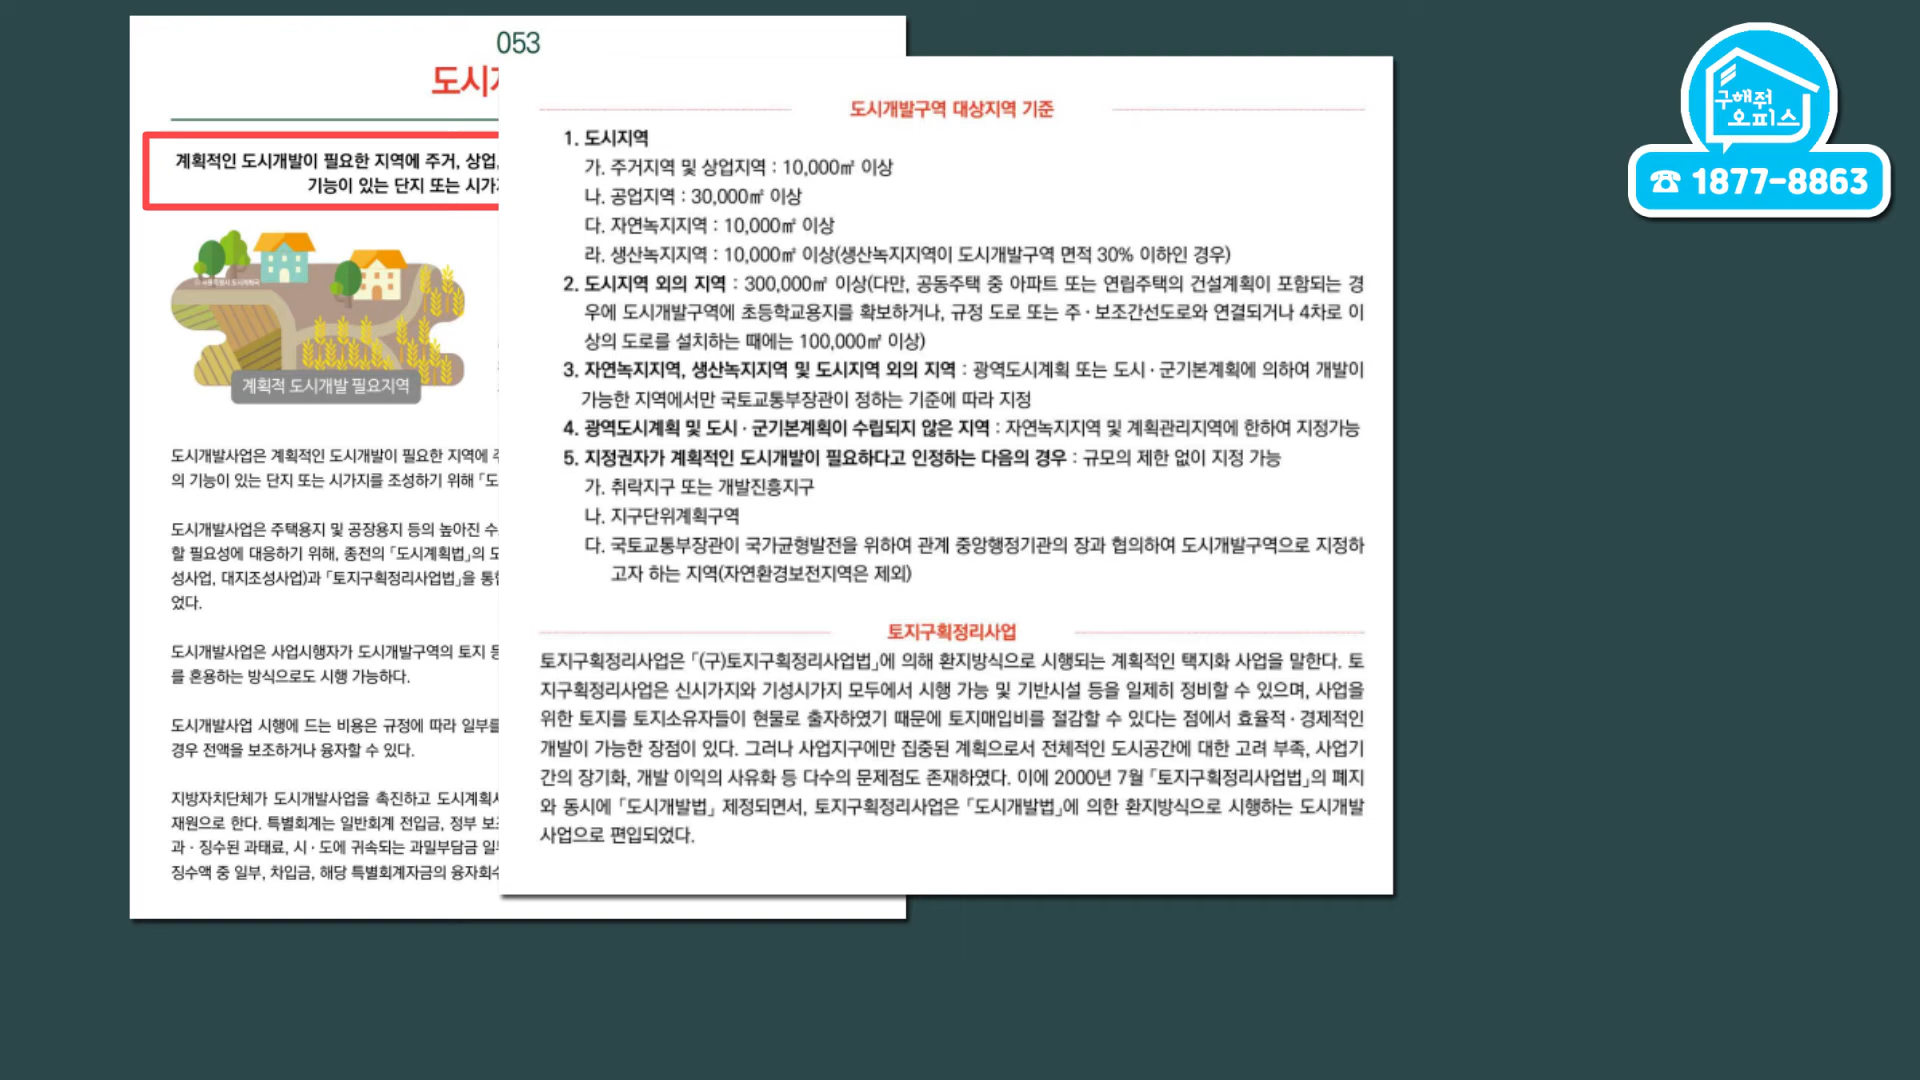 053
도시개
계획적인 도시개발이 필요한 지역에 주거, 상업,
기능이 있는 단지 또는 시가
계획적 도시개발 필요지역
도시개발사업은 계획적인 도시개발이 필요한 지역에 주
의 기능이 있는 단지 또는 시가지를 조성하기 위해 「도
도시개발사업은 주택용지 및 공장용지 등의 높아진 수
할 필요성에 대응하기 위해, 종전의 「도시계획법」의 도
성사업, 대지조성사업)과 「토지구획정리사업법」을 통합
었다.
도시개발사업은 사업시행자가 도시개발구역의 토지 등
를 혼용하는 방식으로도 시행 가능하다.
도시개발사업 시행에 드는 비용은 규정에 따라 일부를
경우 전액을 보조하거나 융자할 수 있다.
지방자치단체가 도시개발사업을 촉진하고 도시계획시
재원으로 한다. 특별회계는 일반회계 전입금, 정부 보조
과 · 징수된 과태료, 시 · 도에 귀속되는 과밀부담금 일부
징수액 중 일부, 차입금, 해당 특별회계자금의 융자회수
도시개발구역 대상지역 기준
1. 도시지역
가. 주거지역 및 상업지역 : 10,000㎡ 이상
나. 공업지역 : 30,000㎡ 이상
다. 자연녹지지역 : 10,000㎡ 이상
라. 생산녹지지역 : 10,000㎡ 이상(생산녹지지역이 도시개발구역 면적 30% 이하인 경우)
2. 도시지역 외의 지역 : 300,000㎡ 이상(다만, 공동주택 중 아파트 또는 연립주택의 건설계획이 포함되는 경
우에 도시개발구역에 초등학교용지를 확보하거나, 규정 도로 또는 주 · 보조간선도로와 연결되거나 4차로 이
상의 도로를 설치하는 때에는 100,000㎡ 이상)
3. 자연녹지지역, 생산녹지지역 및 도시지역 외의 지역 : 광역도시계획 또는 도시 · 군기본계획에 의하여 개발이
가능한 지역에서만 국토교통부장관이 정하는 기준에 따라 지정
4. 광역도시계획 및 도시 · 군기본계획이 수립되지 않은 지역 : 자연녹지지역 및 계획관리지역에 한하여 지정가능
5. 지정권자가 계획적인 도시개발이 필요하다고 인정하는 다음의 경우 : 규모의 제한 없이 지정 가능
가. 취락지구 또는 개발진흥지구
나. 지구단위계획구역
다. 국토교통부장관이 국가균형발전을 위하여 관계 중앙행정기관의 장과 협의하여 도시개발구역으로 지정하
고자 하는 지역(자연환경보전지역은 제외)
토지구획정리사업
토지구획정리사업은 「(구)토지구획정리사업법」에 의해 환지방식으로 시행되는 계획적인 택지화 사업을 말한다. 토
지구획정리사업은 신시가지와 기성시가지 모두에서 시행 가능 및 기반시설 등을 일제히 정비할 수 있으며, 사업을
위한 토지를 토지소유자들이 현물로 출자하였기 때문에 토지매입비를 절감할 수 있다는 점에서 효율적 · 경제적인
개발이 가능한 장점이 있다. 그러나 사업지구에만 집중된 계획으로서 전체적인 도시공간에 대한 고려 부족, 사업기
간의 장기화, 개발 이익의 사유화 등 다수의 문제점도 존재하였다. 이에 2000년 7월 「토지구획정리사업법」의 폐지
와 동시에 「도시개발법」 제정되면서, 토지구획정리사업은 「도시개발법」에 의한 환지방식으로 시행하는 도시개발
사업으로 편입되었다.
구해줘
오피스
☎ 1877-8863